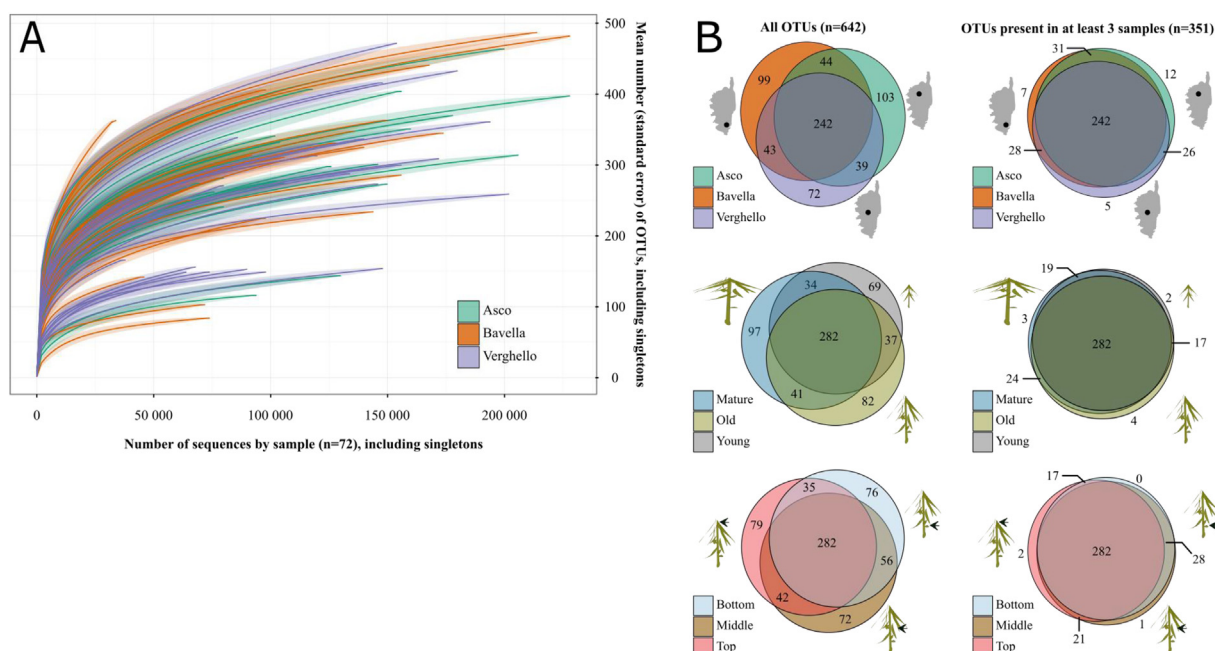 A
500
400
300
200
100
0
Mean number (standard error) of OTUs, including singletons
Asco
Bavella
Verghello
0
50 000
100 000
150 000
200 000
Number of sequences by sample (n=72), including singletons
B
All OTUs (n=642)
OTUs present in at least 3 samples (n=351)
99
44
103
242
43
39
72
Asco
Bavella
Verghello
31
12
7
242
28
26
5
Asco
Bavella
Verghello
34
69
97
282
37
41
82
Mature
Old
Young
19
2
3
282
17
24
4
Mature
Old
Young
35
76
79
282
56
42
72
Bottom
Middle
Top
17
0
2
282
28
21
1
Bottom
Middle
Top